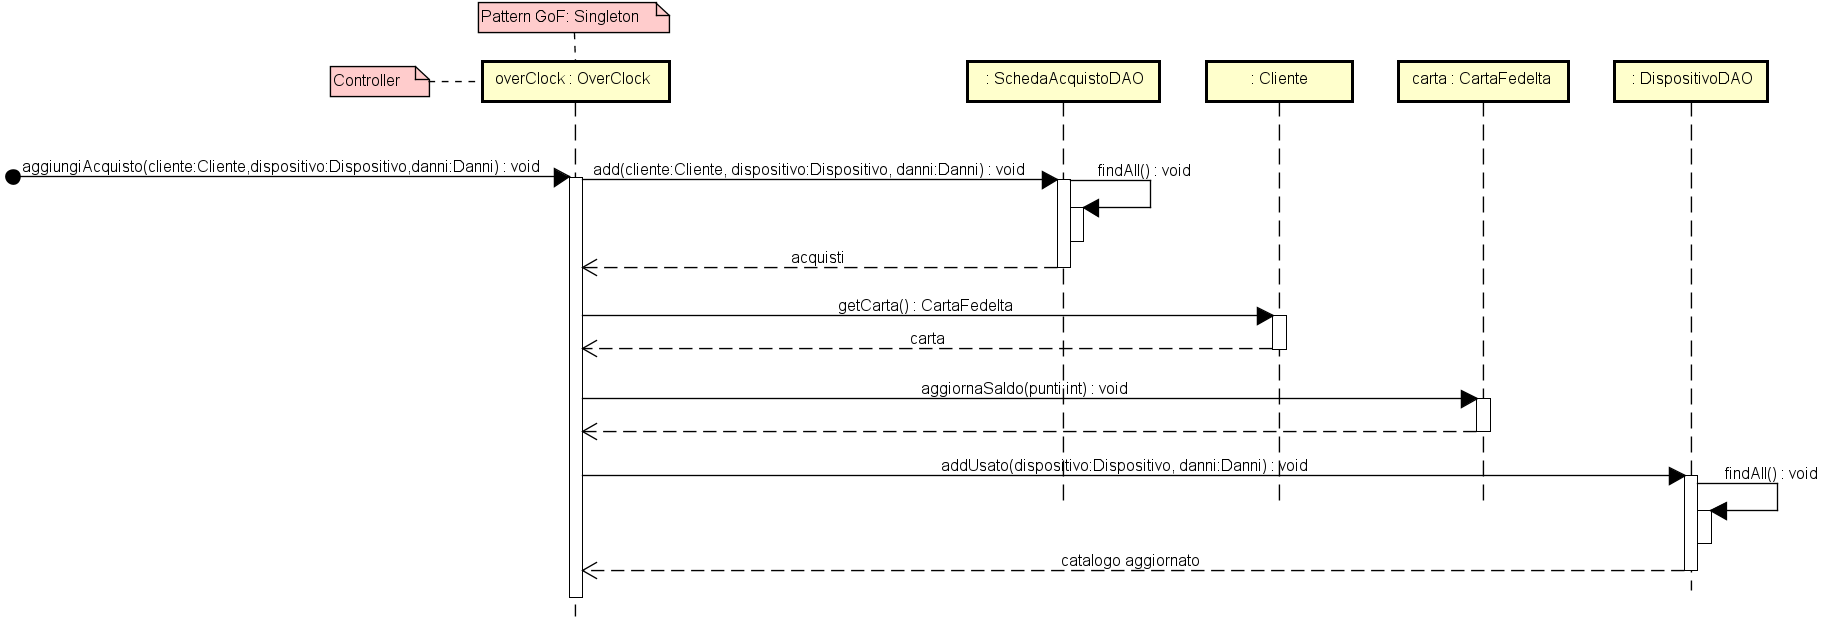 Pattern GoF: Singleton
Controller
overClock : OverClock
: SchedaAcquistoDAO
: Cliente
carta : CartaFedelta
: DispositivoDAO
aggiungiAcquisto(cliente:Cliente,dispositivo:Dispositivo,danni:Danni) : void
add(cliente:Cliente, dispositivo:Dispositivo, danni:Danni) : void
findAll() : void
acquisti
getCarta() : CartaFedelta
carta
aggiornaSaldo(punti:int) : void
addUsato(dispositivo:Dispositivo, danni:Danni) : void
findAll() : void
catalogo aggiornato